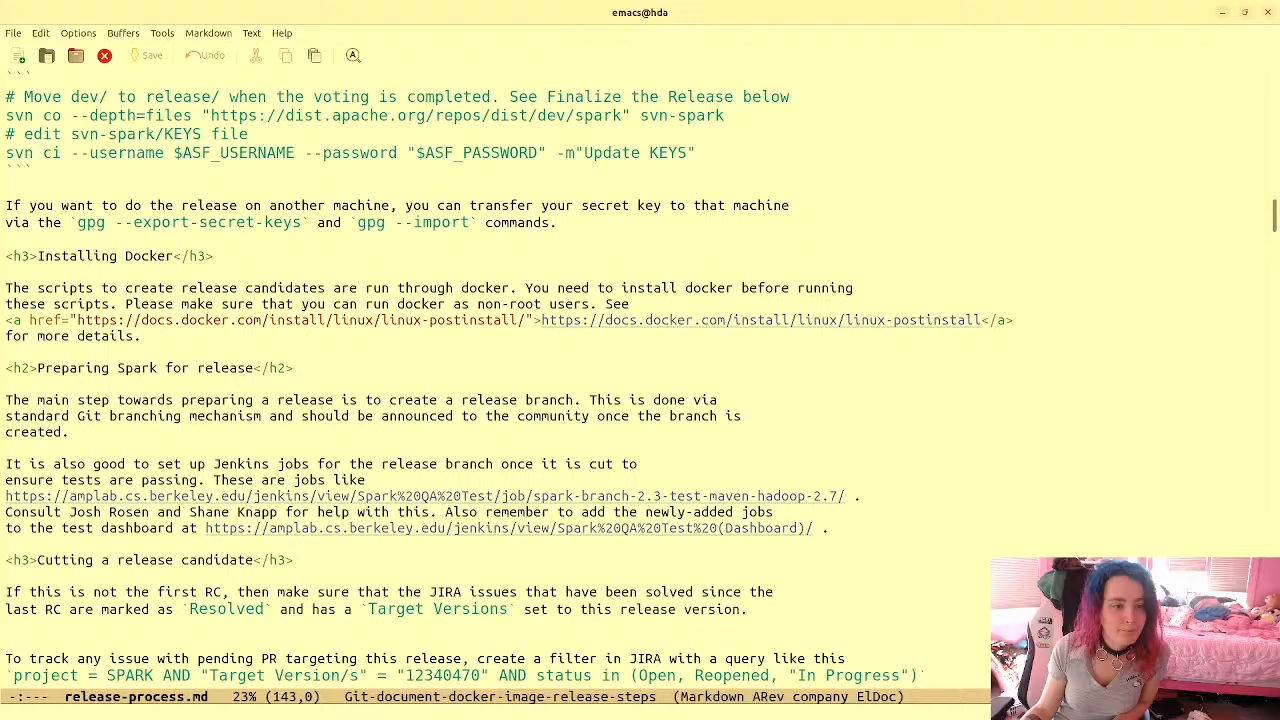 emacs@hda
File Edit Options Buffers Tools Markdown Text Help
Save Undo
```
# Move dev/ to release/ when the voting is completed. See Finalize the Release below
svn co --depth=files "https://dist.apache.org/repos/dist/dev/spark" svn-spark
# edit svn-spark/KEYS file
svn ci --username $ASF_USERNAME --password "$ASF_PASSWORD" -m"Update KEYS"
```
If you want to do the release on another machine, you can transfer your secret key to that machine
via the `gpg --export-secret-keys` and `gpg --import` commands.
<h3>Installing Docker</h3>
The scripts to create release candidates are run through docker. You need to install docker before running
these scripts. Please make sure that you can run docker as non-root users. See
<a href="https://docs.docker.com/install/linux/linux-postinstall/">https://docs.docker.com/install/linux/linux-postinstall</a>
for more details.
<h2>Preparing Spark for release</h2>
The main step towards preparing a release is to create a release branch. This is done via
standard Git branching mechanism and should be announced to the community once the branch is
created.
It is also good to set up Jenkins jobs for the release branch once it is cut to
ensure tests are passing. These are jobs like
https://amplab.cs.berkeley.edu/jenkins/view/Spark%20QA%20Test/job/spark-branch-2.3-test-maven-hadoop-2.7/ .
Consult Josh Rosen and Shane Knapp for help with this. Also remember to add the newly-added jobs
to the test dashboard at https://amplab.cs.berkeley.edu/jenkins/view/Spark%20QA%20Test%20(Dashboard)/ .
<h3>Cutting a release candidate</h3>
If this is not the first RC, then make sure that the JIRA issues that have been solved since the
last RC are marked as `Resolved` and has a `Target Versions` set to this release version.
To track any issue with pending PR targeting this release, create a filter in JIRA with a query like this
`project = SPARK AND "Target Version/s" = "12340470" AND status in (Open, Reopened, "In Progress")`
-:--- release-process.md 23% (143,0) Git-document-docker-image-release-steps (Markdown ARev company ElDoc)